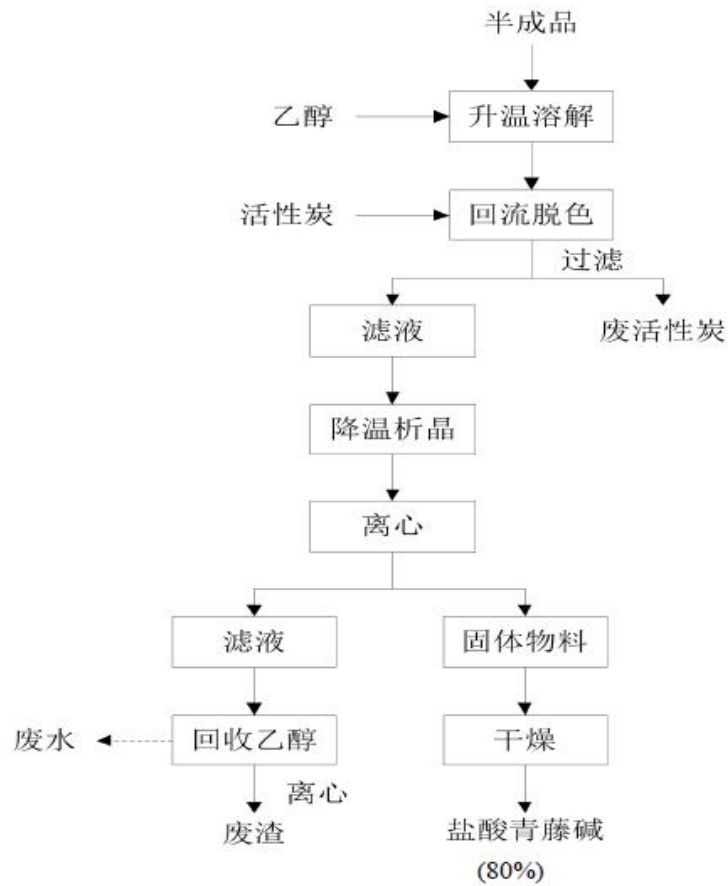 半成品
乙醇
升温溶解
活性炭
回流脱色
过滤
滤液
废活性炭
降温析晶
离心
滤液
固体物料
废水
回收乙醇
干燥
离心
废渣
盐酸青藤碱
(80%)